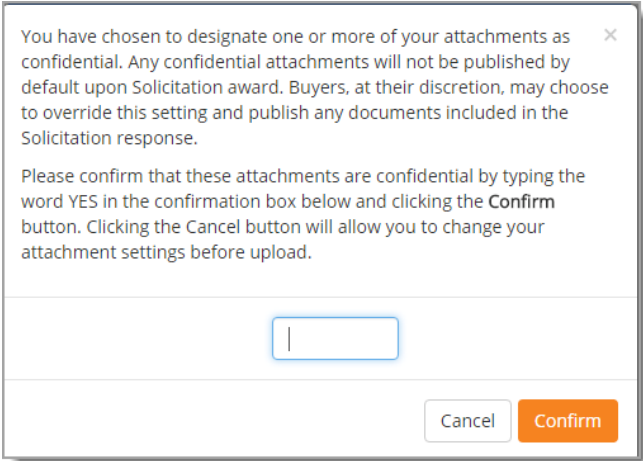 You have chosen to designate one or more of your attachments as
confidential. Any confidential attachments will not be published by
default upon Solicitation award. Buyers, at their discretion, may choose
to override this setting and publish any documents included in the
Solicitation response.
Please confirm that these attachments are confidential by typing the
word YES in the confirmation box below and clicking the Confirm
button. Clicking the Cancel button will allow you to change your
attachment settings before upload.
Cancel Confirm